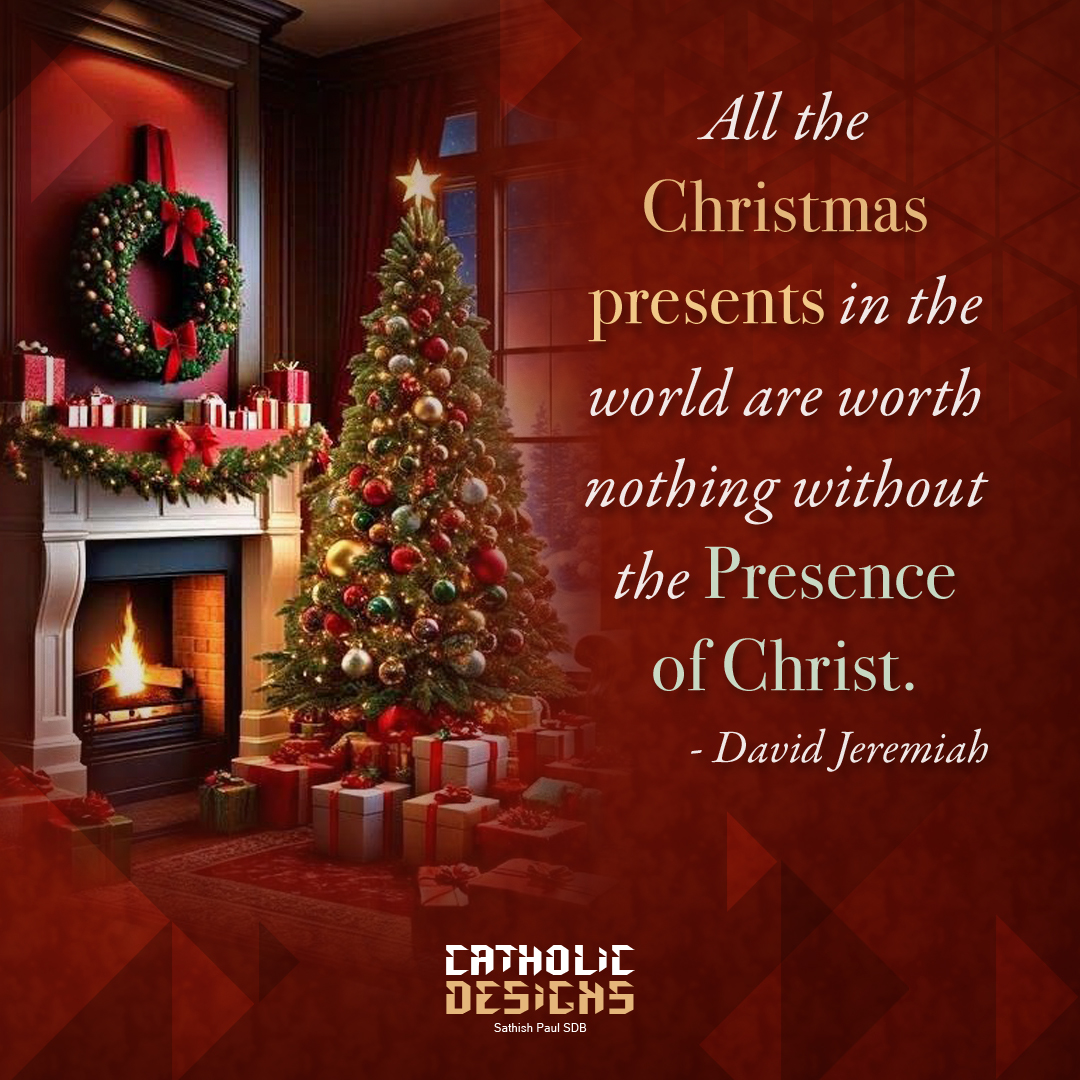 All the
Christmas
presents in the
world are worth
nothing without
the Presence
of Christ.
- David Jeremiah
CATHOLIC
DESIGNS
Sathish Paul SDB